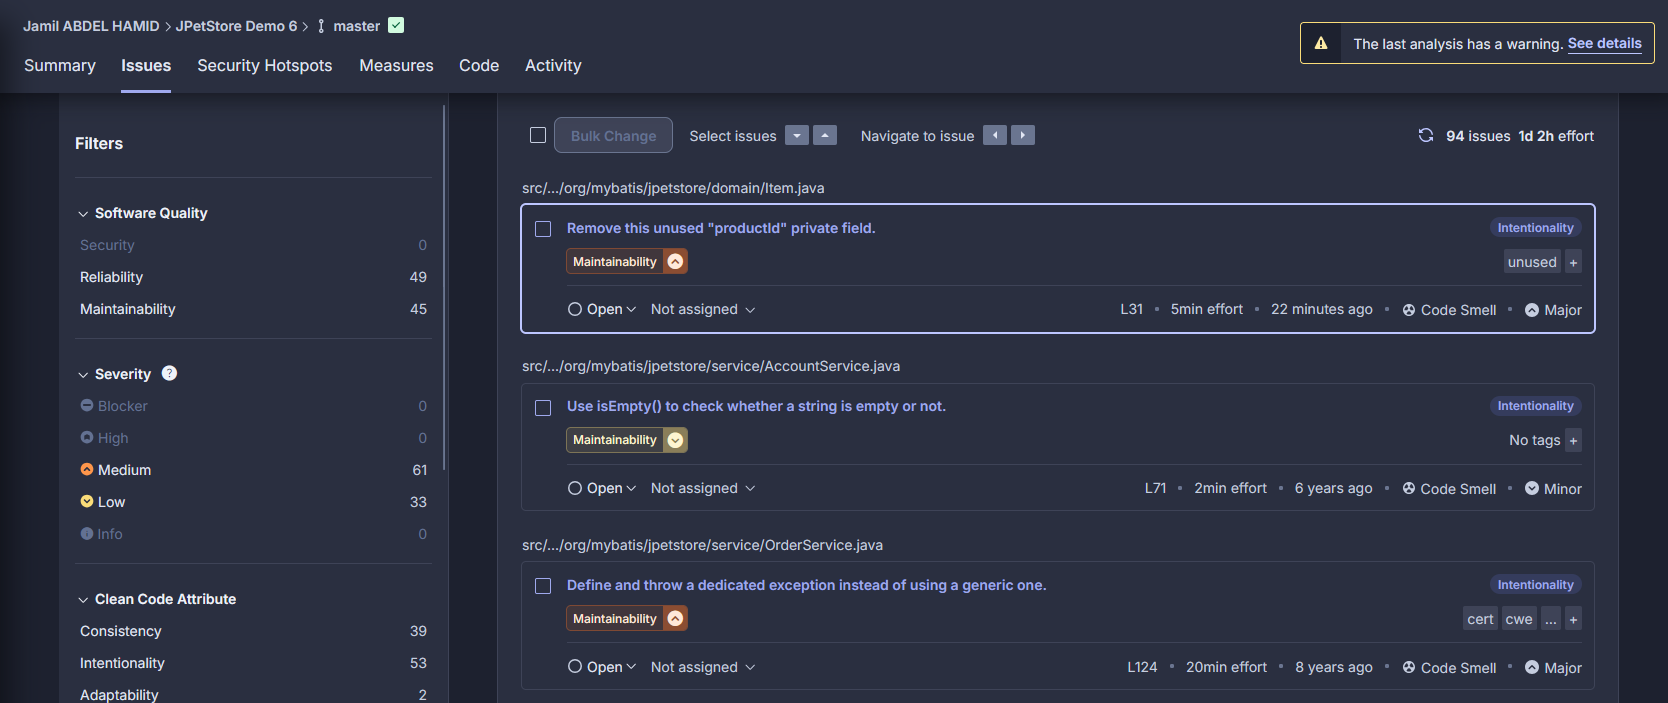 Jamil ABDEL HAMID > JPetStore Demo 6 > master
The last analysis has a warning. See details
Summary Issues Security Hotspots Measures Code Activity
Filters
Software Quality
Security 0
Reliability 49
Maintainability 45
Severity ?
Blocker 0
High 0
Medium 61
Low 33
Info 0
Clean Code Attribute
Consistency 39
Intentionality 53
Adaptability 2
Bulk Change Select issues Navigate to issue 94 issues 1d 2h effort
src/.../org/mybatis/jpetstore/domain/Item.java
Remove this unused "productId" private field. Intentionality
Maintainability unused +
Open Not assigned L31 • 5min effort • 22 minutes ago • Code Smell • Major
src/.../org/mybatis/jpetstore/service/AccountService.java
Use isEmpty() to check whether a string is empty or not. Intentionality
Maintainability No tags +
Open Not assigned L71 • 2min effort • 6 years ago • Code Smell • Minor
src/.../org/mybatis/jpetstore/service/OrderService.java
Define and throw a dedicated exception instead of using a generic one. Intentionality
Maintainability cert cwe ... +
Open Not assigned L124 • 20min effort • 8 years ago • Code Smell • Major